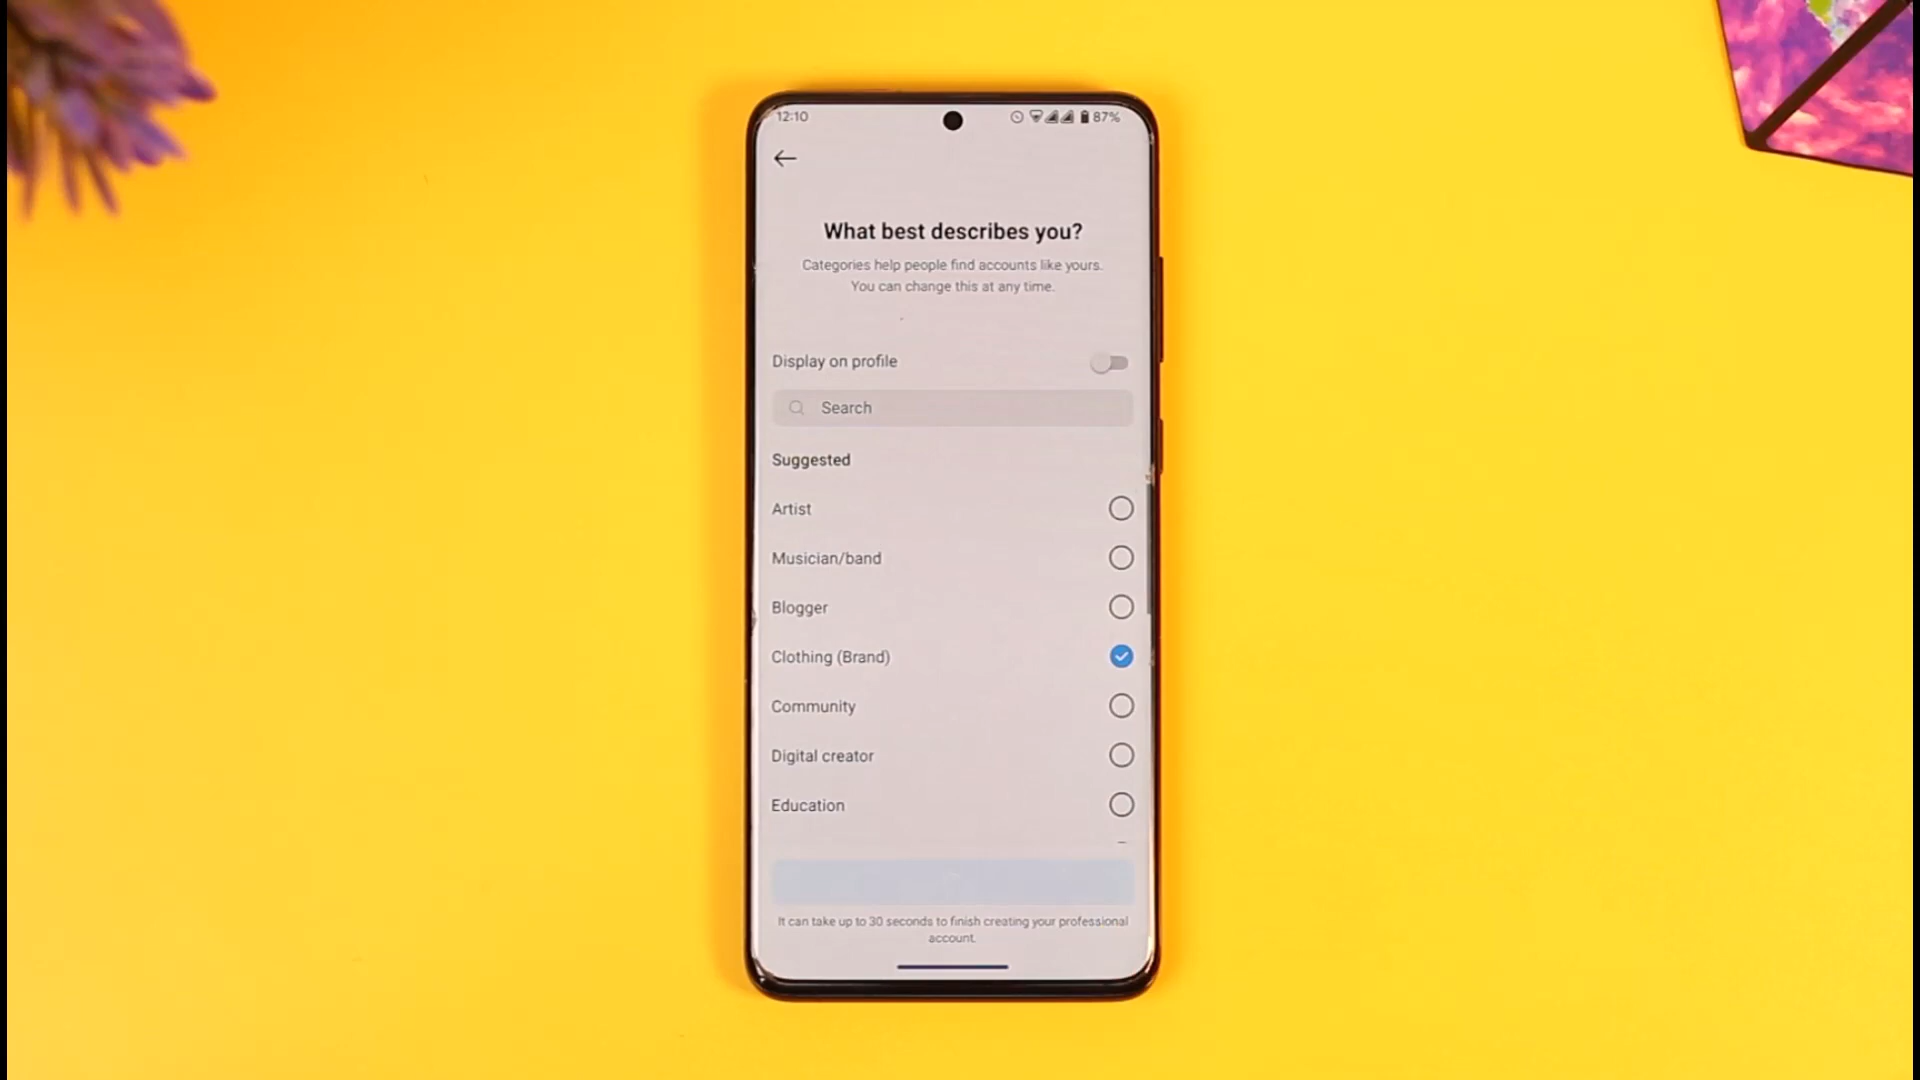 12:10
87%
What best describes you?
Categories help people find accounts like yours.
You can change this at any time.
Display on profile
Search
Suggested
Artist
Musician/band
Blogger
Clothing (Brand)
Community
Digital creator
Education
It can take up to 30 seconds to finish creating your professional
account.